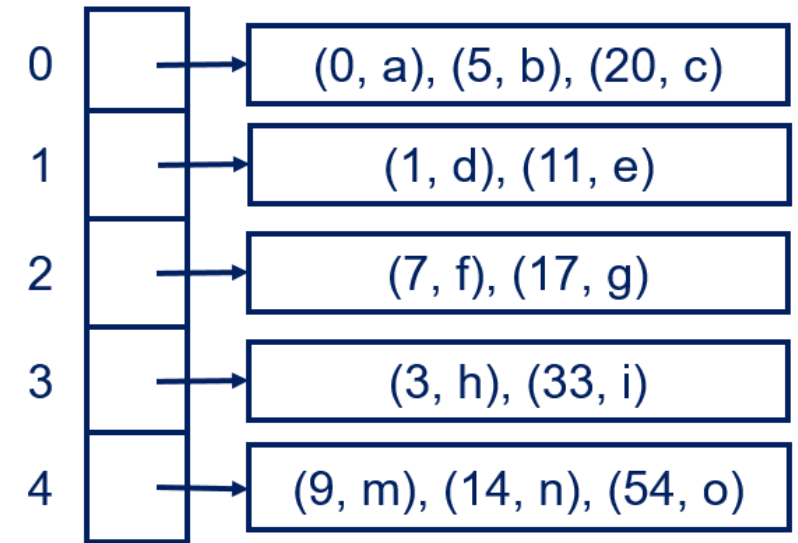 0 (0, a), (5, b), (20, c)
1 (1, d), (11, e)
2 (7, f), (17, g)
3 (3, h), (33, i)
4 (9, m), (14, n), (54, o)